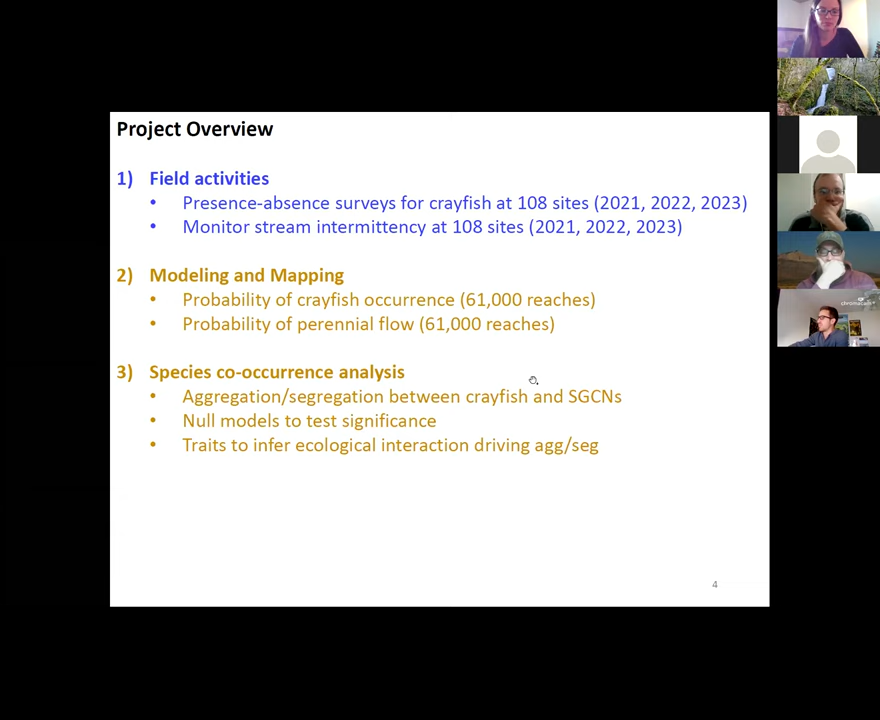 Project Overview
1) Field activities
• Presence-absence surveys for crayfish at 108 sites (2021, 2022, 2023)
• Monitor stream intermittency at 108 sites (2021, 2022, 2023)
2) Modeling and Mapping
• Probability of crayfish occurrence (61,000 reaches)
• Probability of perennial flow (61,000 reaches)
3) Species co-occurrence analysis
• Aggregation/segregation between crayfish and SGCNs
• Null models to test significance
• Traits to infer ecological interaction driving agg/seg
4
chromacam